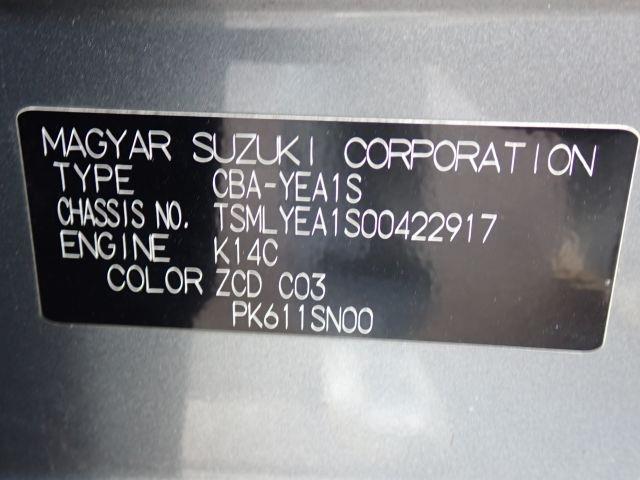 MAGYAR SUZUKI CORPORATION
TYPE CBA-YEA1S
CHASSIS NO. TSMLYEA1S00422917
ENGINE K14C
COLOR ZCD C03
PK611SN00